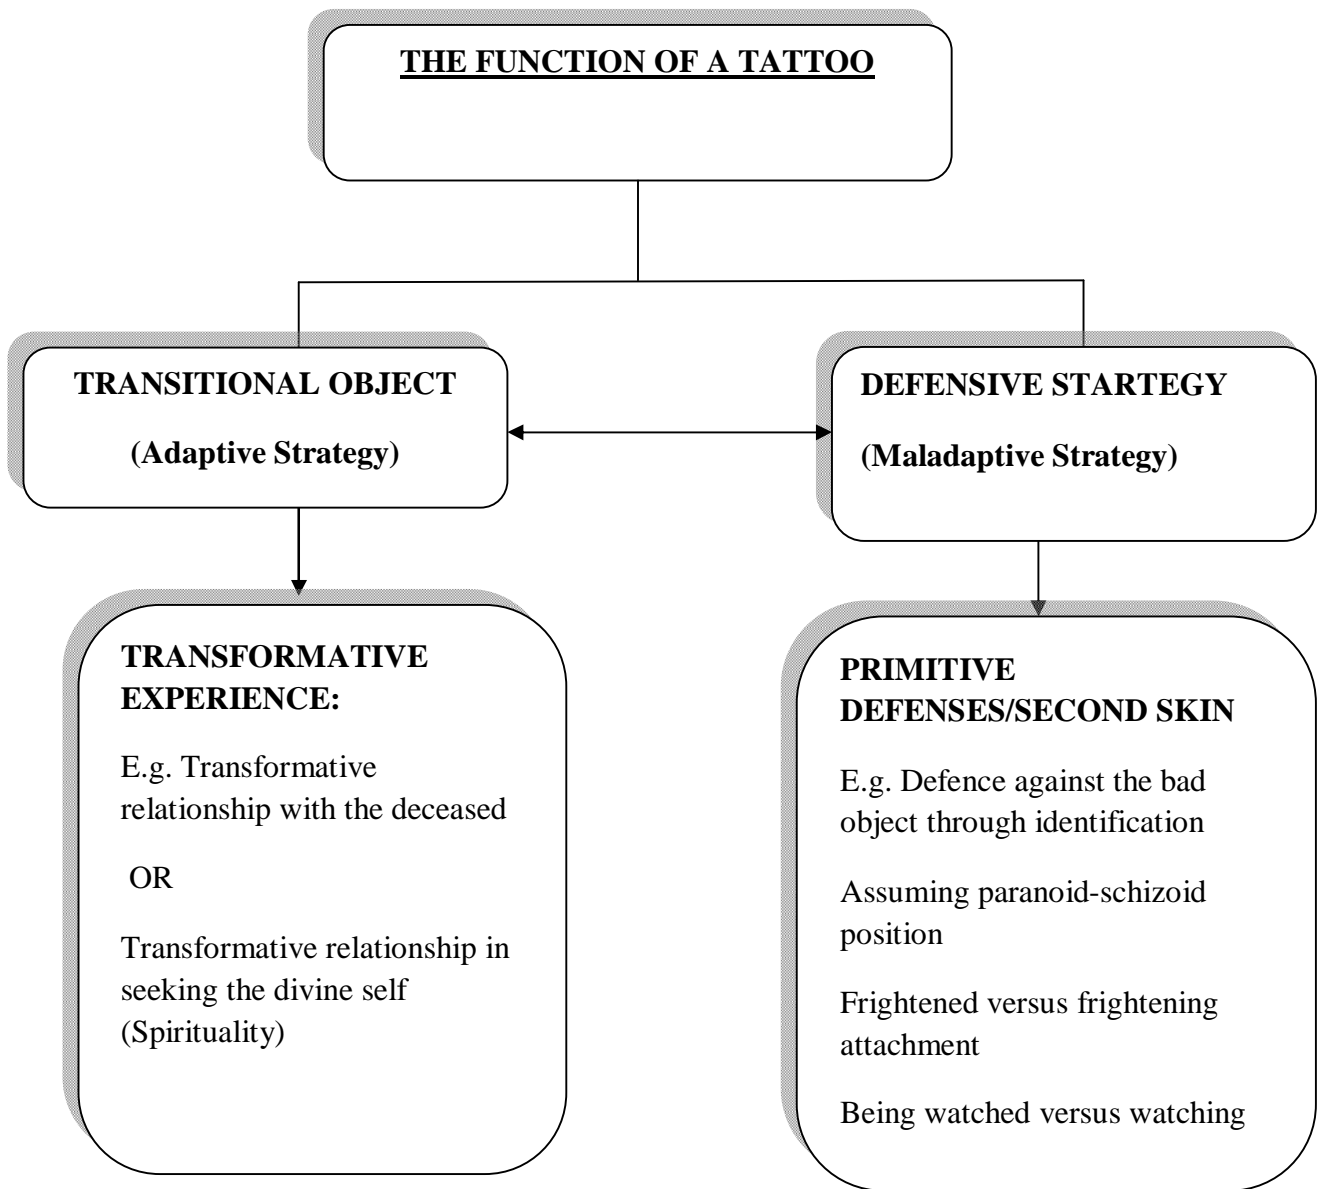 THE FUNCTION OF A TATTOO
TRANSITIONAL OBJECT
(Adaptive Strategy)
DEFENSIVE STARTEGY
(Maladaptive Strategy)
TRANSFORMATIVE
EXPERIENCE:
E.g. Transformative
relationship with the deceased
OR
Transformative relationship in
seeking the divine self
(Spirituality)
PRIMITIVE
DEFENSES/SECOND SKIN
E.g. Defence against the bad
object through identification
Assuming paranoid-schizoid
position
Frightened versus frightening
attachment
Being watched versus watching